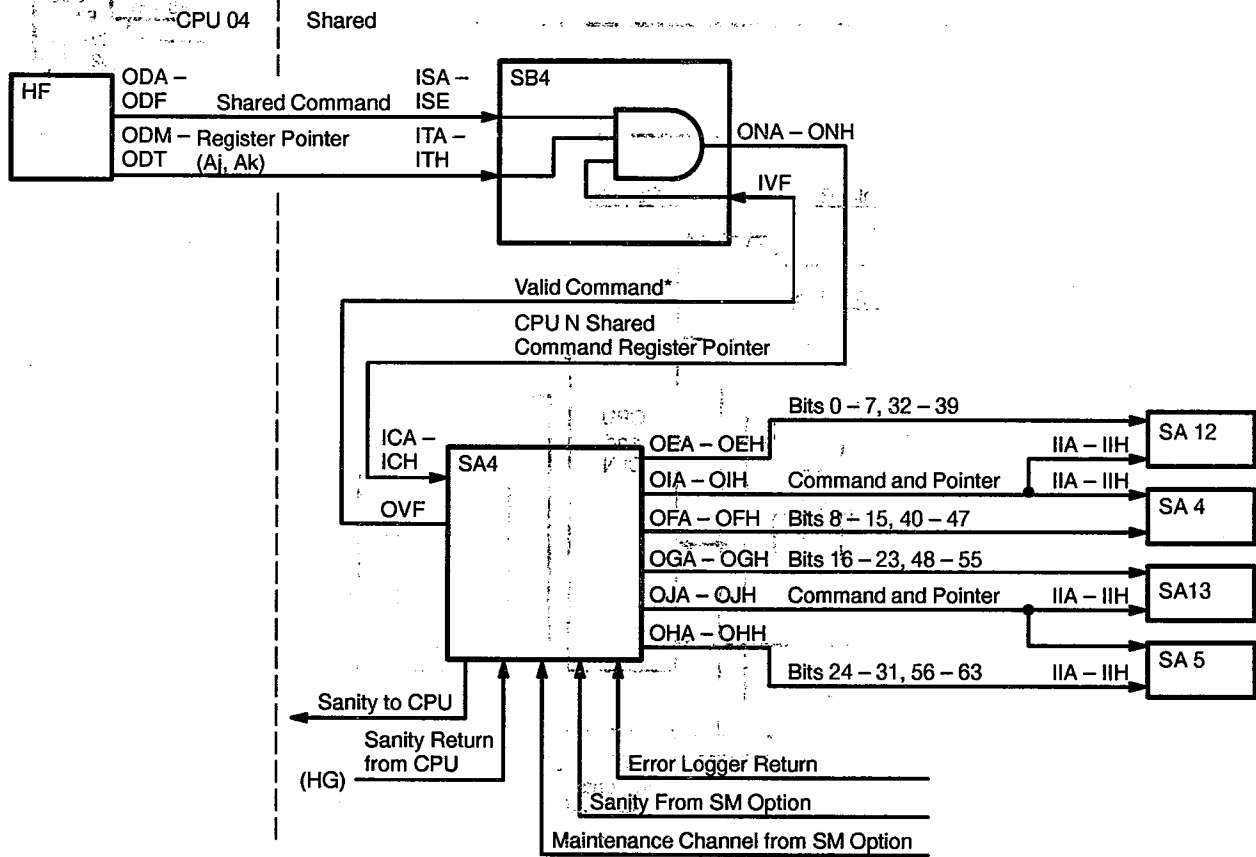 CPU 04
Shared
HF
ODA –
ODF
Shared Command
ISA –
ISE
ODM –
ODT
Register Pointer
(Aj, Ak)
ITA –
ITH
SB4
ONA – ONH
IVF
Valid Command*
CPU N Shared
Command Register Pointer
ICA –
ICH
OVF
SA4
OEA – OEH
Bits 0 – 7, 32 – 39
SA 12
IIA – IIH
OIA – OIH
Command and Pointer
IIA – IIH
SA 4
OFA – OFH
Bits 8 – 15, 40 – 47
OGA – OGH
Bits 16 – 23, 48 – 55
SA13
OJA – OJH
Command and Pointer
IIA – IIH
OHA – OHH
SA 5
Bits 24 – 31, 56 – 63
IIA – IIH
Sanity to CPU
Sanity Return
from CPU
(HG)
Error Logger Return
Sanity From SM Option
Maintenance Channel from SM Option